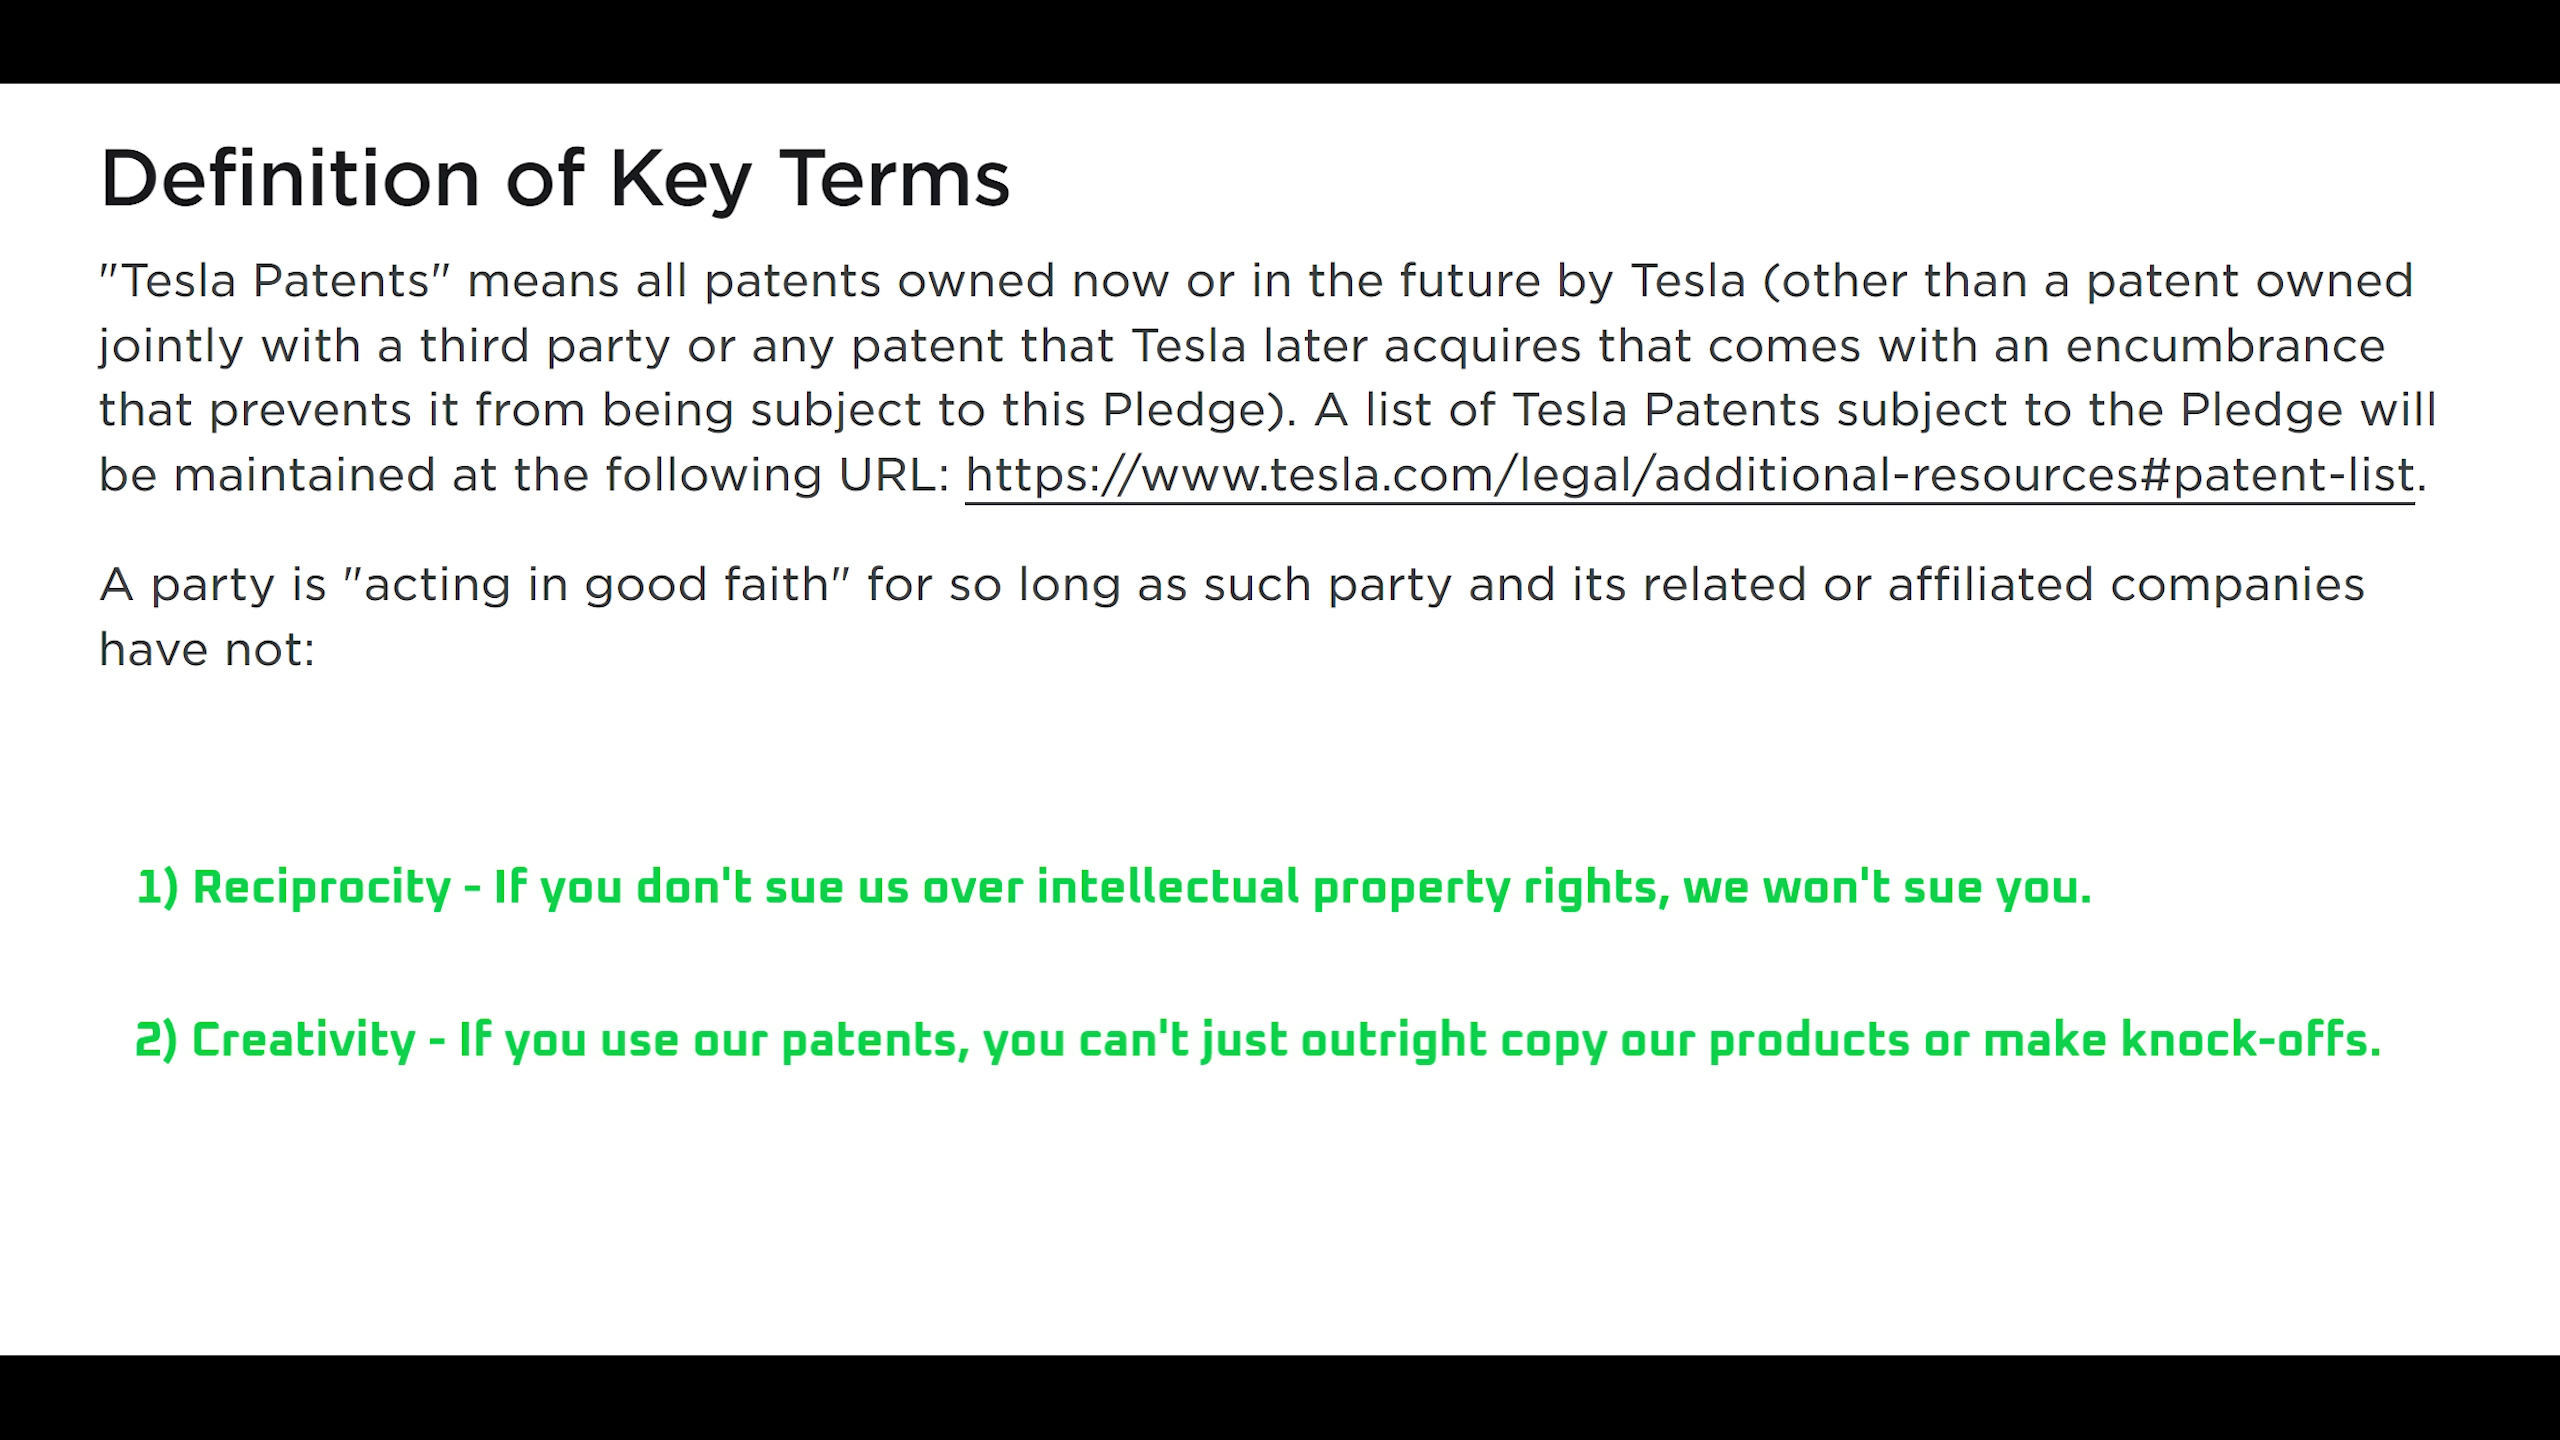 Definition of Key Terms
"Tesla Patents" means all patents owned now or in the future by Tesla (other than a patent owned
jointly with a third party or any patent that Tesla later acquires that comes with an encumbrance
that prevents it from being subject to this Pledge). A list of Tesla Patents subject to the Pledge will
be maintained at the following URL: https://www.tesla.com/legal/additional-resources#patent-list.
A party is "acting in good faith" for so long as such party and its related or affiliated companies
have not:
1) Reciprocity - If you don't sue us over intellectual property rights, we won't sue you.
2) Creativity - If you use our patents, you can't just outright copy our products or make knock-offs.